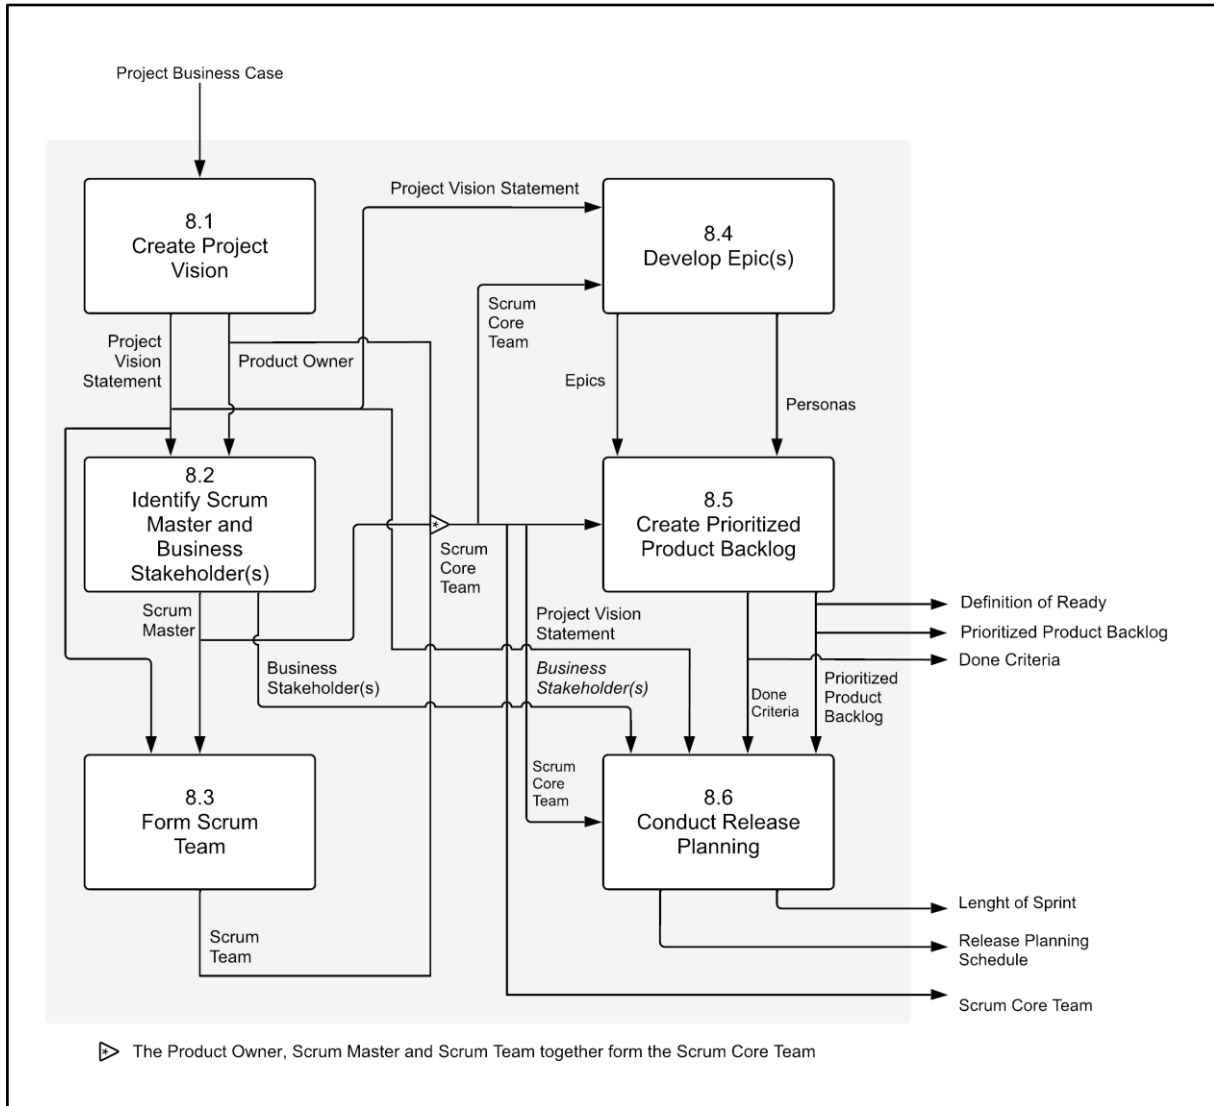 Project Business Case
8.1
Create Project
Vision
Project Vision Statement
8.4
Develop Epic(s)
Scrum
Core
Team
Project
Vision
Statement
Product Owner
Epics
Personas
8.2
Identify Scrum
Master and
Business
Stakeholder(s)
*
Scrum
Core
Team
8.5
Create Prioritized
Product Backlog
Scrum
Master
Business
Stakeholder(s)
Project Vision
Statement
Business
Stakeholder(s)
Definition of Ready
Prioritized Product Backlog
Done Criteria
Done
Criteria
Prioritized
Product
Backlog
Scrum
Core
Team
8.3
Form Scrum
Team
8.6
Conduct Release
Planning
Scrum
Team
Lenght of Sprint
Release Planning
Schedule
Scrum Core Team
* The Product Owner, Scrum Master and Scrum Team together form the Scrum Core Team